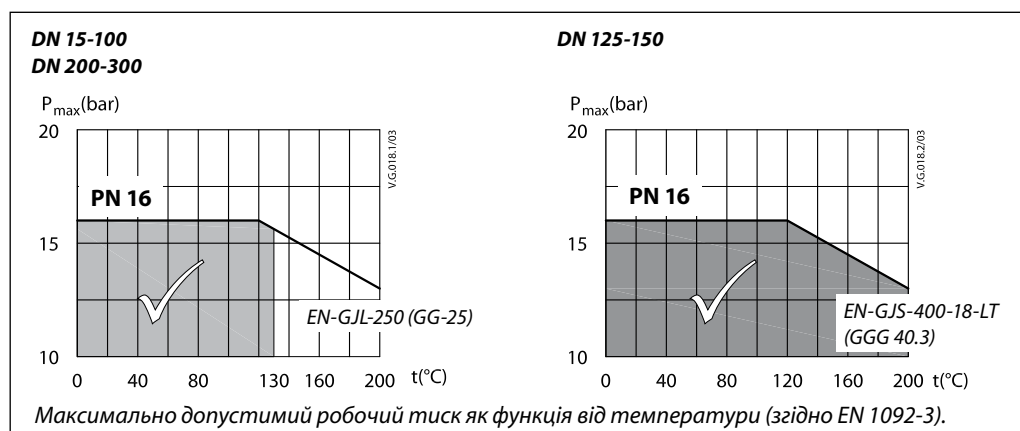 DN 15-100
DN 200-300
Pmax(bar)
20
15
10
PN 16
V.G.018.1/03
EN-GJL-250 (GG-25)
0 40 80 130 160 200 t(°C)
DN 125-150
Pmax(bar)
20
15
10
PN 16
V.G.018.2/03
EN-GJS-400-18-LT
(GGG 40.3)
0 40 80 120 160 200 t(°C)
Максимально допустимий робочий тиск як функція від температури (згідно EN 1092-3).